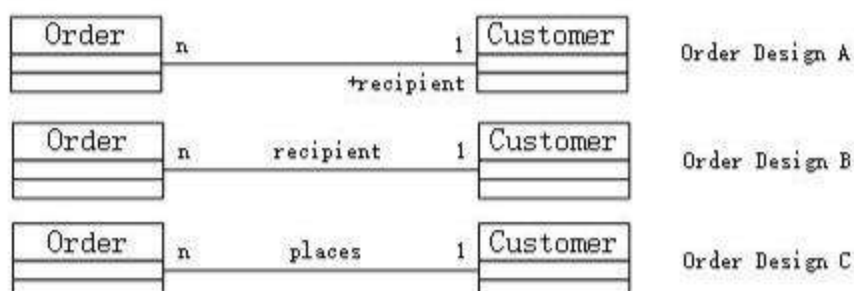 Order n 1 Customer Order Design A
+recipient
Order n recipient 1 Customer Order Design B
Order n places 1 Customer Order Design C